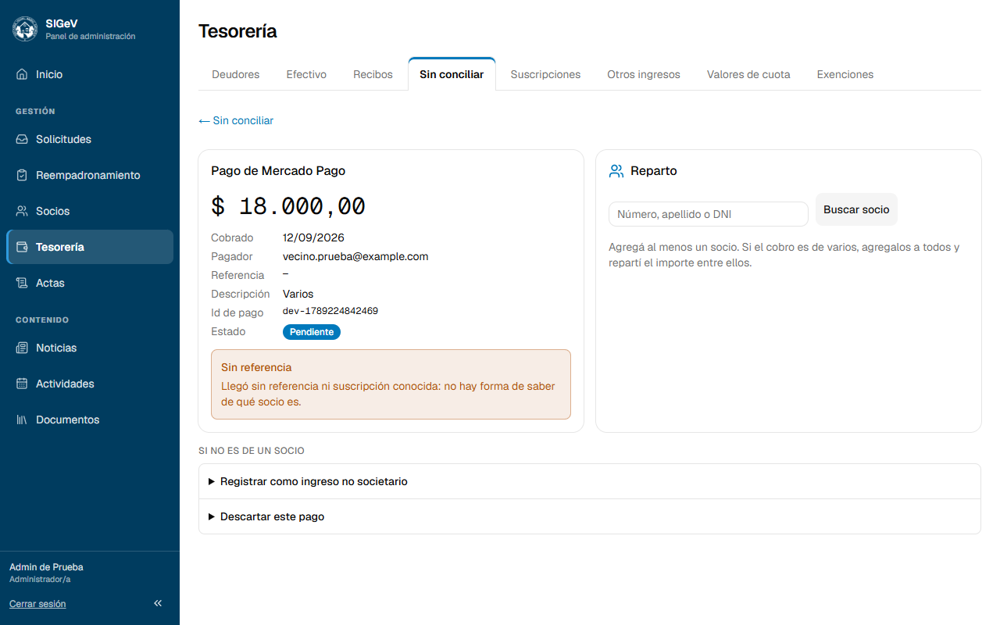 SIGeV
Panel de administración
Inicio
GESTIÓN
Solicitudes
Reempadronamiento
Socios
Tesorería
Actas
CONTENIDO
Noticias
Actividades
Documentos
Admin de Prueba
Administrador/a
Cerrar sesión
Tesorería
Deudores Efectivo Recibos Sin conciliar Suscripciones Otros ingresos Valores de cuota Exenciones
← Sin conciliar
Pago de Mercado Pago
$ 18.000,00
Cobrado 12/09/2026
Pagador vecino.prueba@example.com
Referencia –
Descripción Varios
Id de pago dev-1789224842469
Estado Pendiente
Sin referencia
Llegó sin referencia ni suscripción conocida: no hay forma de saber
de qué socio es.
Reparto
Número, apellido o DNI Buscar socio
Agregá al menos un socio. Si el cobro es de varios, agregalos a todos y
repartí el importe entre ellos.
SI NO ES DE UN SOCIO
Registrar como ingreso no societario
Descartar este pago